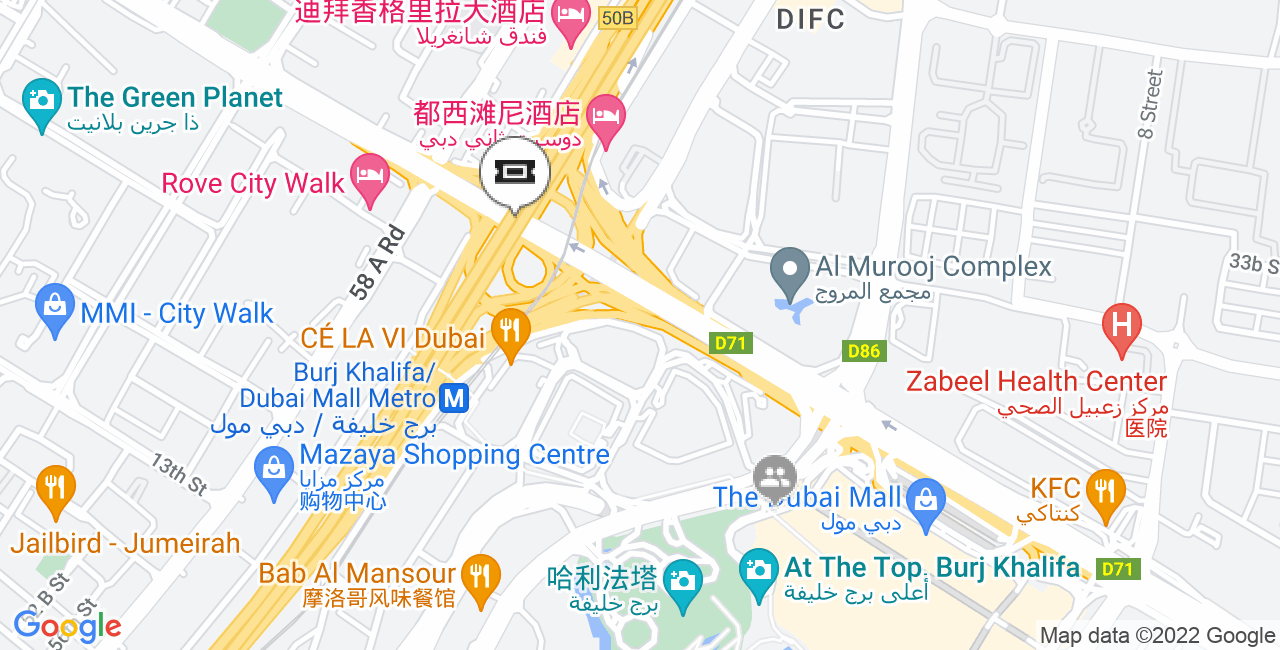 迪拜香格里拉大酒店
فندق شانغريلا
50B
DIFC
The Green Planet
ذا جرين بلانيت
都西滩尼酒店
ثاني دبي
8 Street
Rove City Walk
58 A Rd
Al Murooj Complex
مجمع المروج
33b S
MMI - City Walk
CÉ LA VI Dubai
D71
D86
H
Burj Khalifa/
Dubai Mall Metro
M
برج خليفة / دبي مول
Zabeel Health Center
مركز زعبيل الصحي
医院
Mazaya Shopping Centre
مركز مزايا
购物中心
13th St
The Dubai Mall
دبي مول
KFC
كنتاكي
Jailbird - Jumeirah
Bab Al Mansour
摩洛哥风味餐馆
哈利法塔
برج خليفة
At The Top, Burj Khalifa
أعلى برج خليفة
D71
B St
St
Google
Map data ©2022 Google